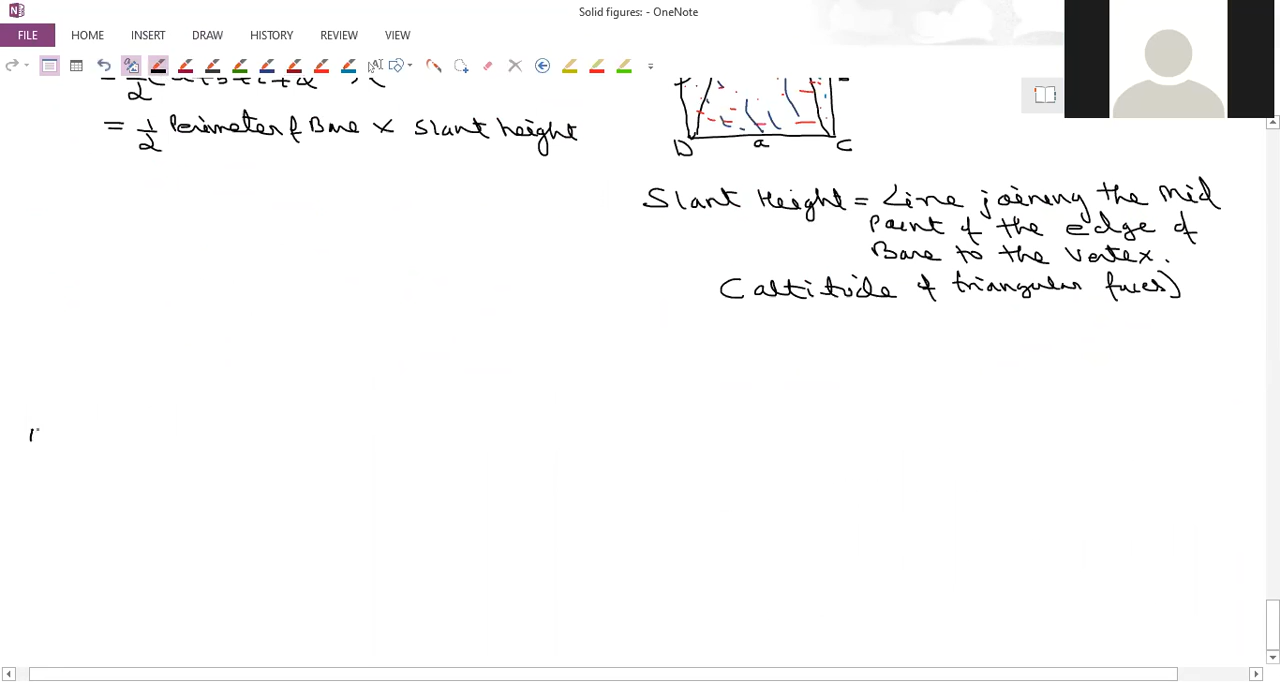 Solid figures: - OneNote
FILE HOME INSERT DRAW HISTORY REVIEW VIEW
= 1/2 Perimeter of Base × Slant height
D a C
Slant Height = Line joining the Mid
Point of the edge of
Base to the Vertex.
(altitude of triangular faces)